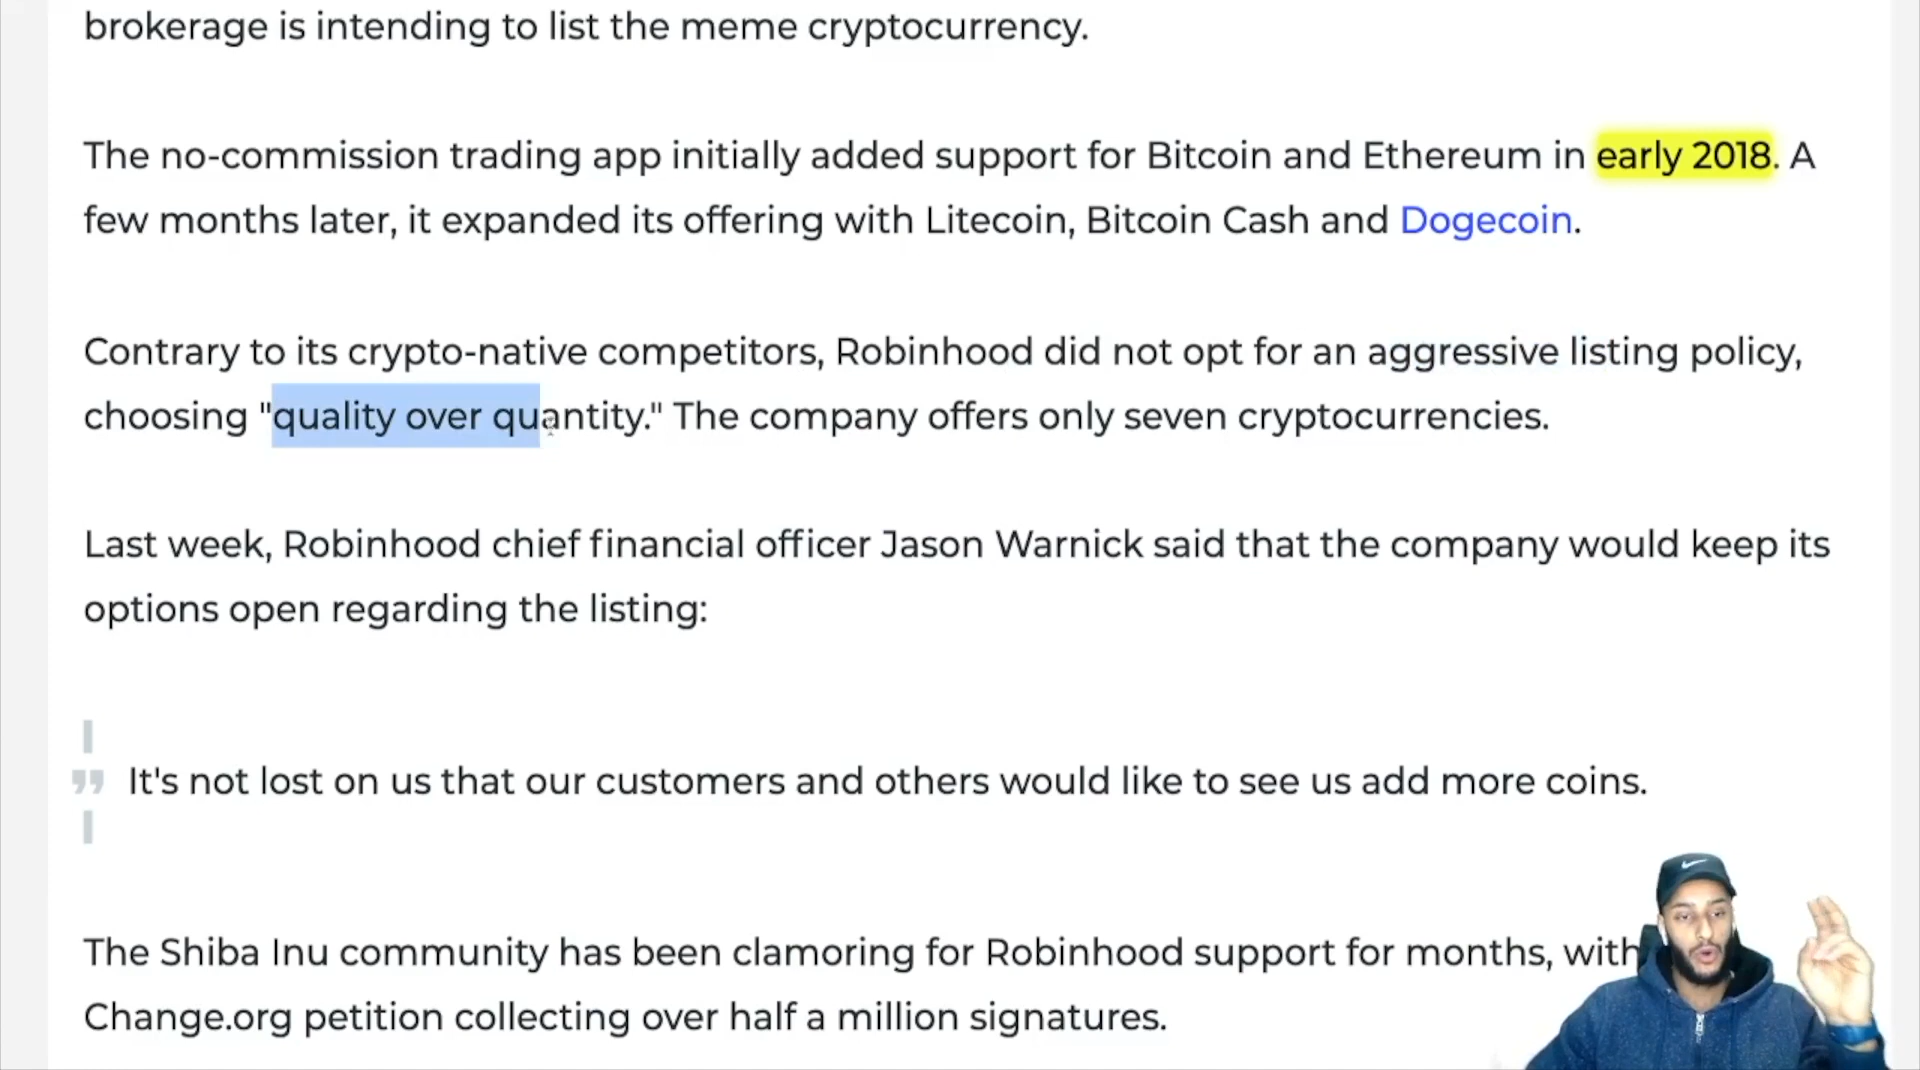 brokerage is intending to list the meme cryptocurrency.
The no-commission trading app initially added support for Bitcoin and Ethereum in early 2018. A
few months later, it expanded its offering with Litecoin, Bitcoin Cash and Dogecoin.
Contrary to its crypto-native competitors, Robinhood did not opt for an aggressive listing policy,
choosing "quality over quantity." The company offers only seven cryptocurrencies.
Last week, Robinhood chief financial officer Jason Warnick said that the company would keep its
options open regarding the listing:
" It's not lost on us that our customers and others would like to see us add more coins.
The Shiba Inu community has been clamoring for Robinhood support for months, with
Change.org petition collecting over half a million signatures.